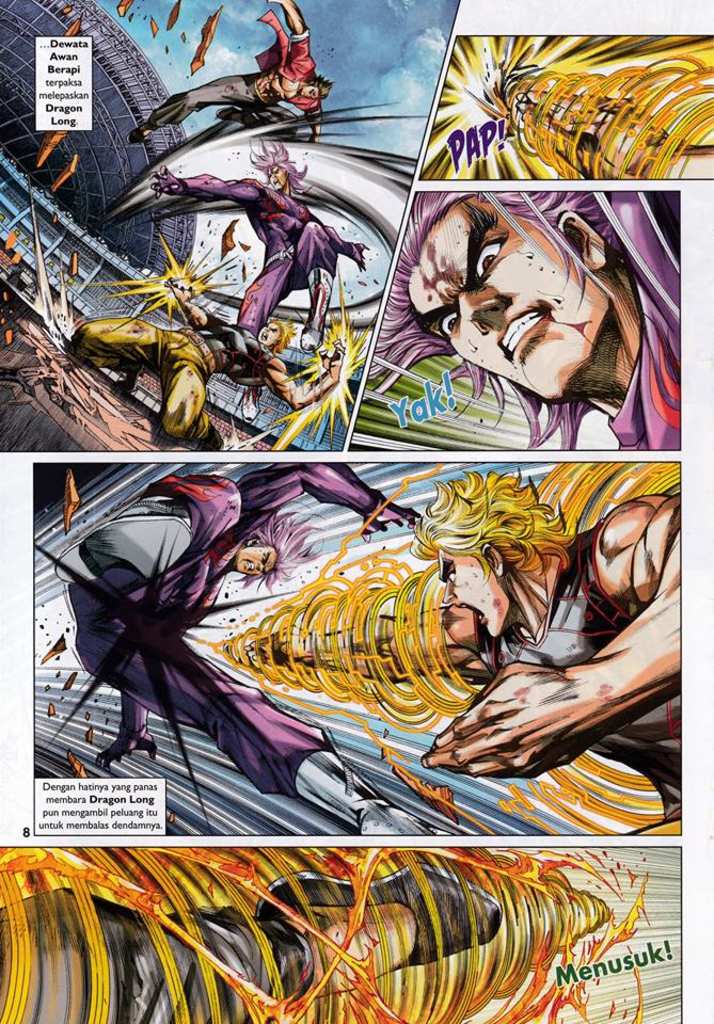 ...Dewata
Awan
Berapi
terpaksa
melepaskan
Dragon
Long.
PAP!
Yak!
Dengan hatinya yang panas
membara Dragon Long
pun mengambil peluang itu
untuk membalas dendamnya.
8
Menusuk!